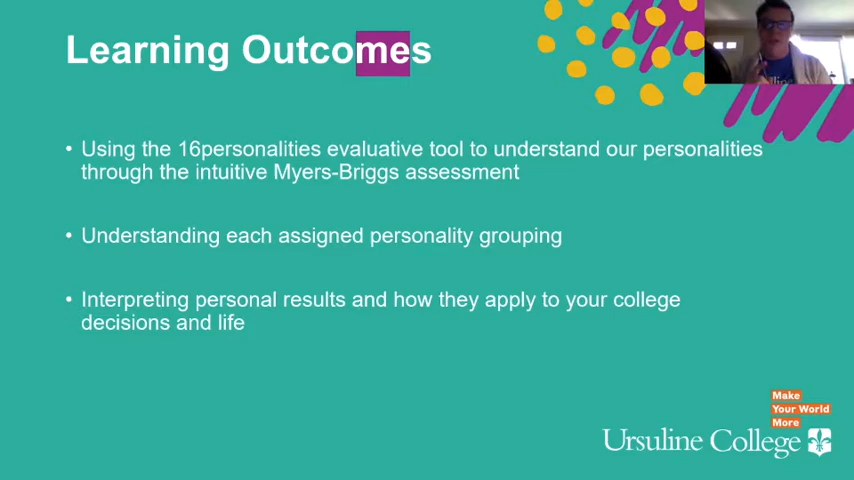 Learning Outcomes
• Using the 16personalities evaluative tool to understand our personalities
through the intuitive Myers-Briggs assessment
• Understanding each assigned personality grouping
• Interpreting personal results and how they apply to your college
decisions and life
Make
Your World
More
Ursuline College